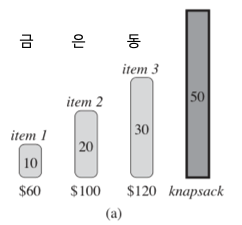 금 은 동
item 1
10
$60
item 2
20
$100
item 3
30
$120
50
knapsack
(a)